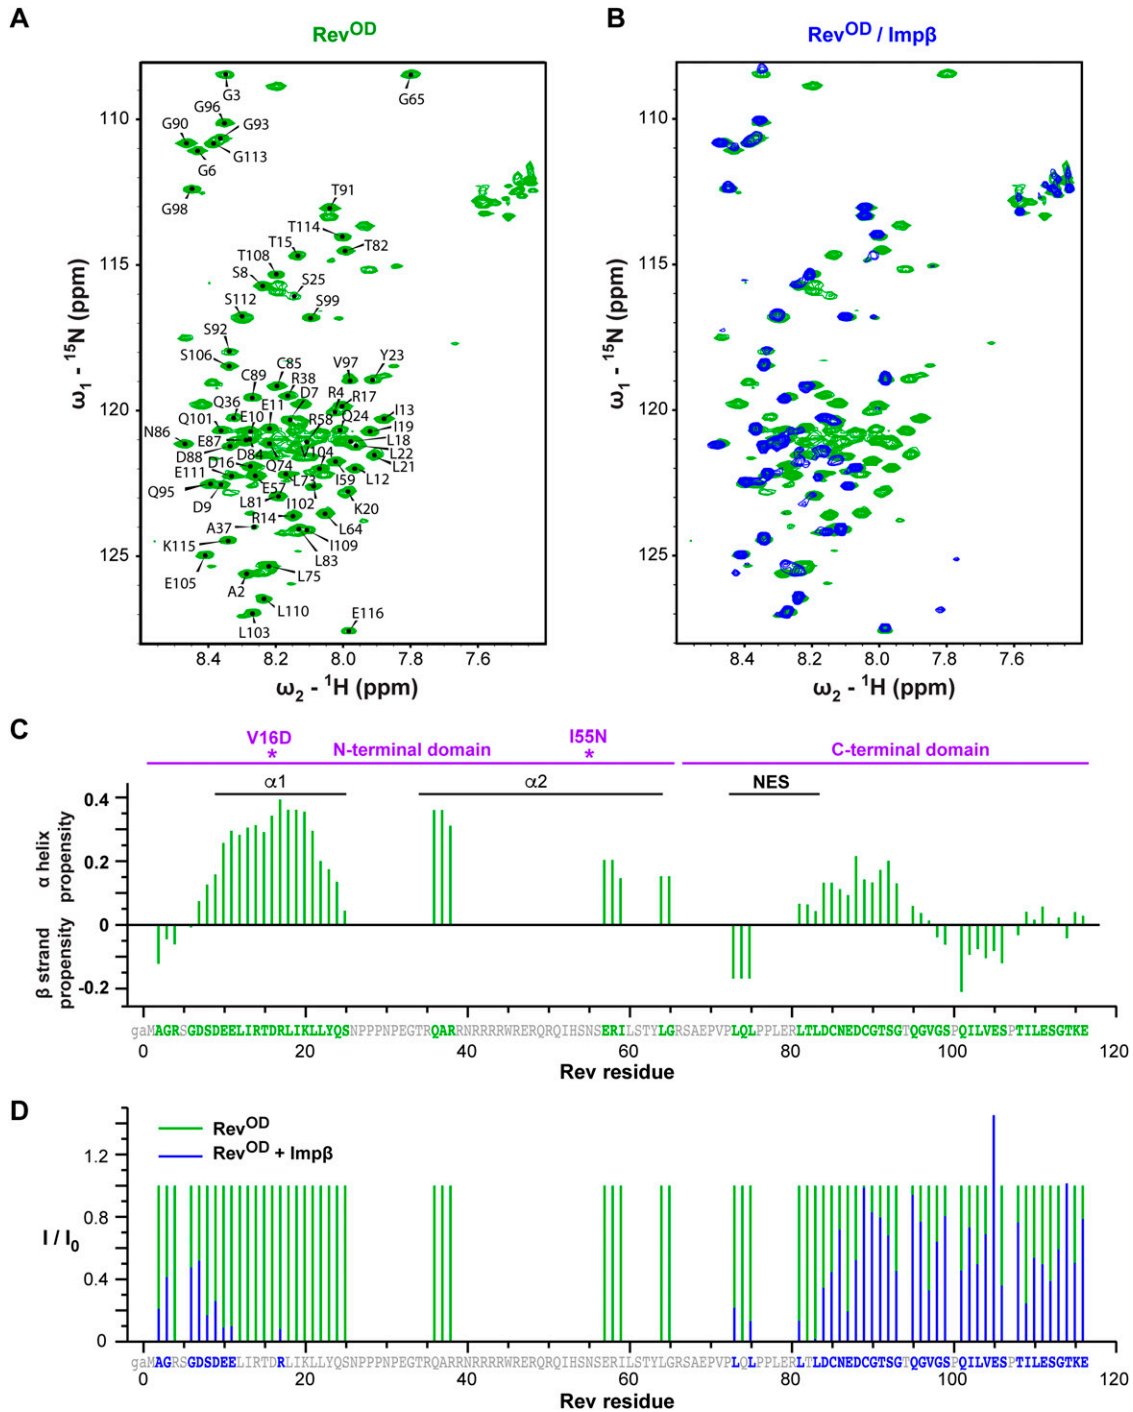 A
Rev^OD
B
Rev^OD / Impβ
G3
G65
G96
G90
G93
G6
G113
G98
T91
T114
T15
T82
T108
S8
S25
S112
S99
S92
S106
V97
Y23
C85
C89
R38
D7
R4
R17
Q36
E11
R58
Q24
I13
Q101
E10
I19
N86
E87
L18
D88
D84
V104
L22
L21
E111
D16
Q74
Q95
E57
L73
I59
L12
D9
L81
I102
K20
R14
A37
L64
K115
I109
L83
E105
A2
L75
L110
E116
L103
110
115
120
125
ω1 - 15N (ppm)
8.4 8.2 8.0 7.8 7.6
ω2 - 1H (ppm)
110
115
120
125
ω1 - 15N (ppm)
8.4 8.2 8.0 7.8 7.6
ω2 - 1H (ppm)
C
V16D
*
N-terminal domain
I55N
*
C-terminal domain
α1
α2
NES
0.4
0.2
0
-0.2
α helix
propensity
β strand
propensity
gaMAGRSGDSDEELIRTDRLIKLLYQSNPPPNPEGTRQARRNRRRRWRERQRQIHSNSERILSTYLGRSAEPVPLQLPPLERLTLDCNEDCGTSGTQGVGSPQILVESPTILESGTKE
0 20 40 60 80 100 120
Rev residue
D
Rev^OD
Rev^OD + Impβ
1.2
0.8
0.4
0
I / I0
gaMAGRSGDSDEELIRTDRLIKLLYQSNPPPNPEGTRQARRNRRRRWRERQRQIHSNSERILSTYLGRSAEPVPLQLPPLERLTLDCNEDCGTSGTQGVGSPQILVESPTILESGTKE
0 20 40 60 80 100 120
Rev residue